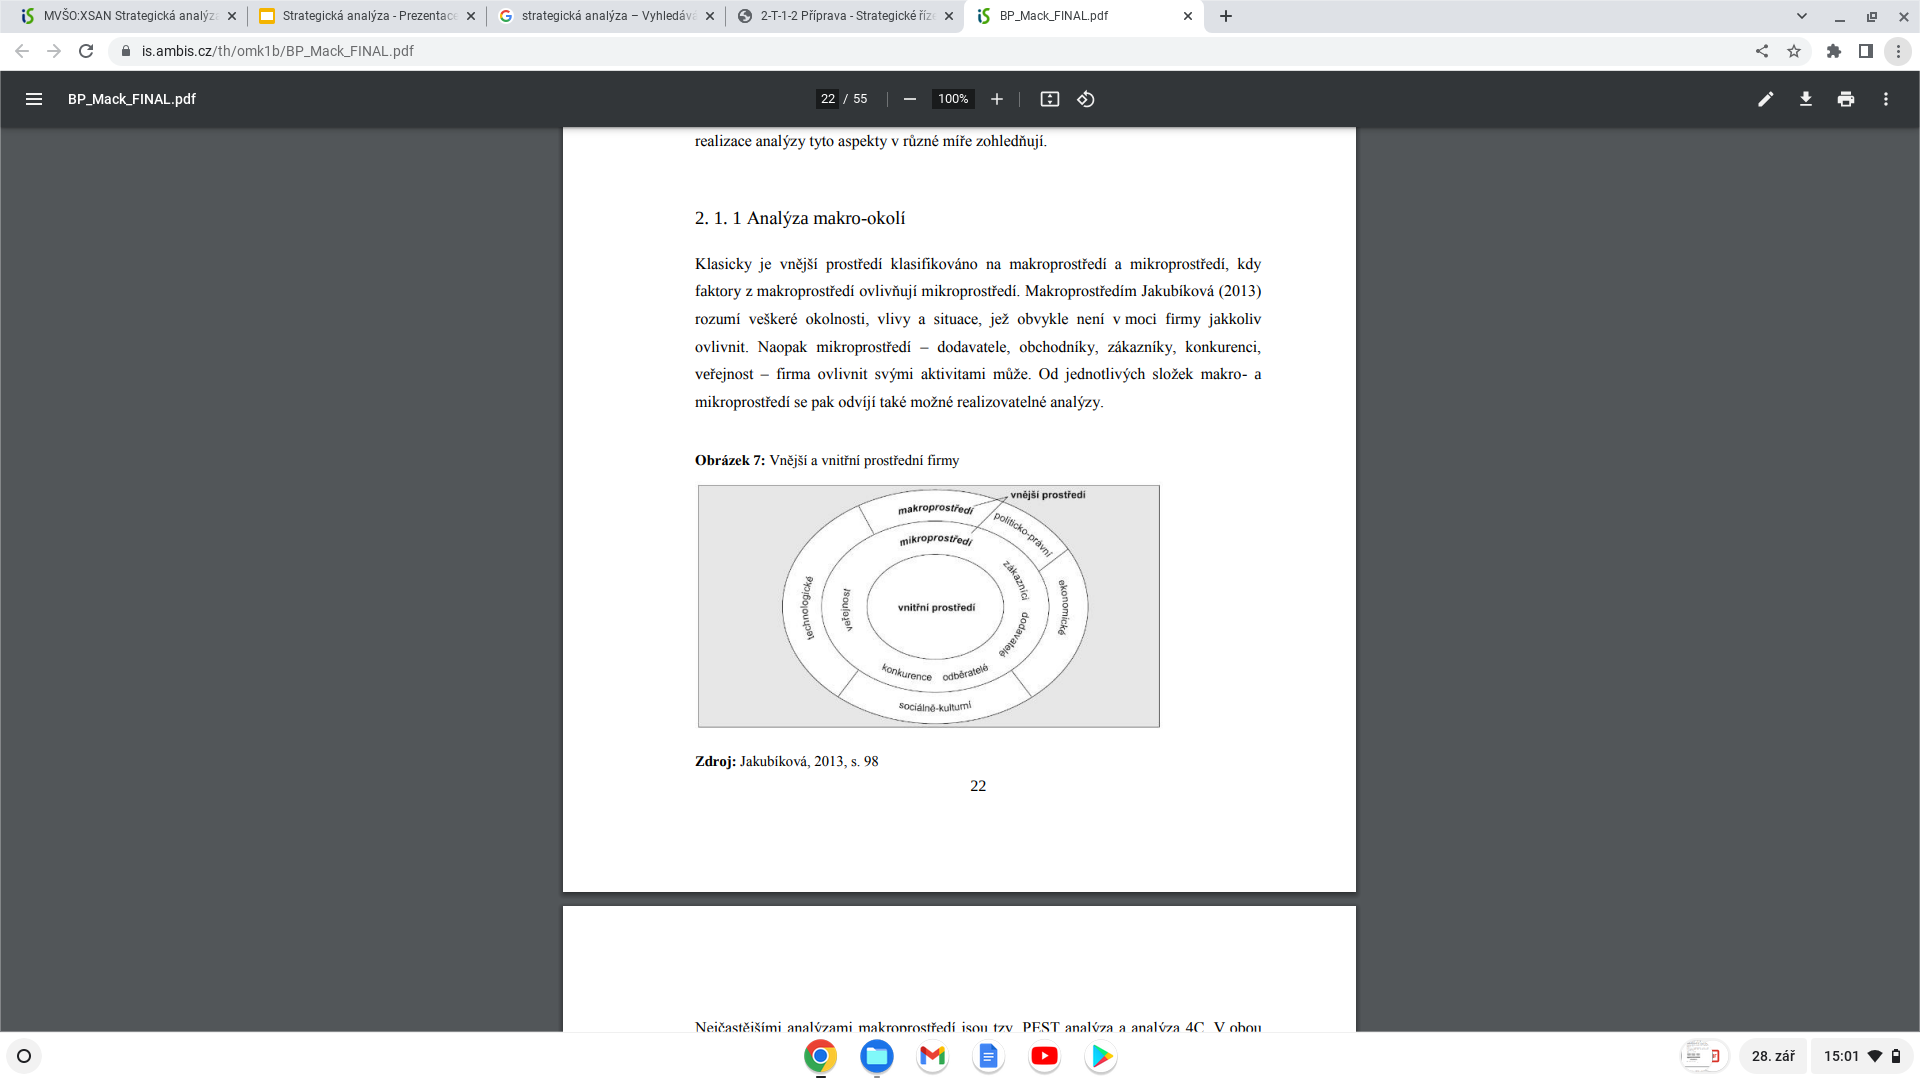 MVŠO:XSAN Strategická analýz
Strategická analýza - Prezentace
strategická analýza – Vyhledává
2-T-1-2 Příprava - Strategické říze
BP_Mack_FINAL.pdf
is.ambis.cz/th/omk1b/BP_Mack_FINAL.pdf
BP_Mack_FINAL.pdf
22 / 55
100%
realizace analýzy tyto aspekty v různé míře zohledňují.
2. 1. 1 Analýza makro-okolí
Klasicky je vnější prostředí klasifikováno na makroprostředí a mikroprostředí, kdy
faktory z makroprostředí ovlivňují mikroprostředí. Makroprostředím Jakubíková (2013)
rozumí veškeré okolnosti, vlivy a situace, jež obvykle není v moci firmy jakkoliv
ovlivnit. Naopak mikroprostředí – dodavatele, obchodníky, zákazníky, konkurenci,
veřejnost – firma ovlivnit svými aktivitami může. Od jednotlivých složek makro- a
mikroprostředí se pak odvíjí také možné realizovatelné analýzy.
Obrázek 7: Vnější a vnitřní prostřední firmy
vnější prostředí
makroprostředí
politicko-právní
mikroprostředí
zákazníci
technologické
ekonomické
veřejnost
vnitřní prostředí
dodavatelé
konkurence
odběratelé
sociálně-kulturní
Zdroj: Jakubíková, 2013, s. 98
22
Nejčastějšími analýzami makroprostředí jsou tzv. PEST analýza a analýza 4C. V obou
28. zář
15:01